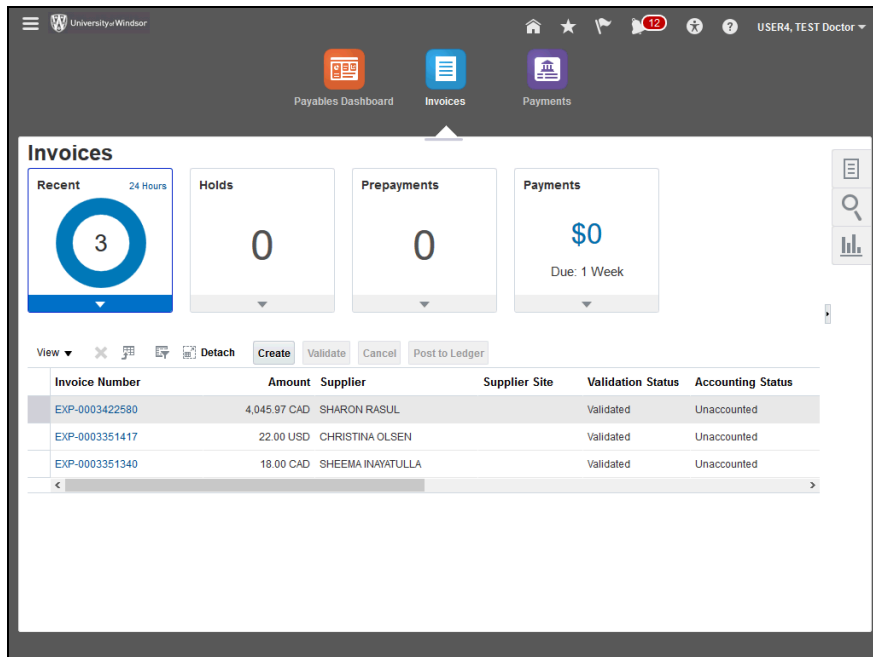 University of Windsor
12
USER4, TEST Doctor
Payables Dashboard
Invoices
Payments
Invoices
Recent
24 Hours
3
Holds
0
Prepayments
0
Payments
$0
Due: 1 Week
View Detach Create Validate Cancel Post to Ledger
Invoice Number Amount Supplier Supplier Site Validation Status Accounting Status
EXP-0003422580 4,045.97 CAD SHARON RASUL Validated Unaccounted
EXP-0003351417 22.00 USD CHRISTINA OLSEN Validated Unaccounted
EXP-0003351340 18.00 CAD SHEEMA INAYATULLA Validated Unaccounted